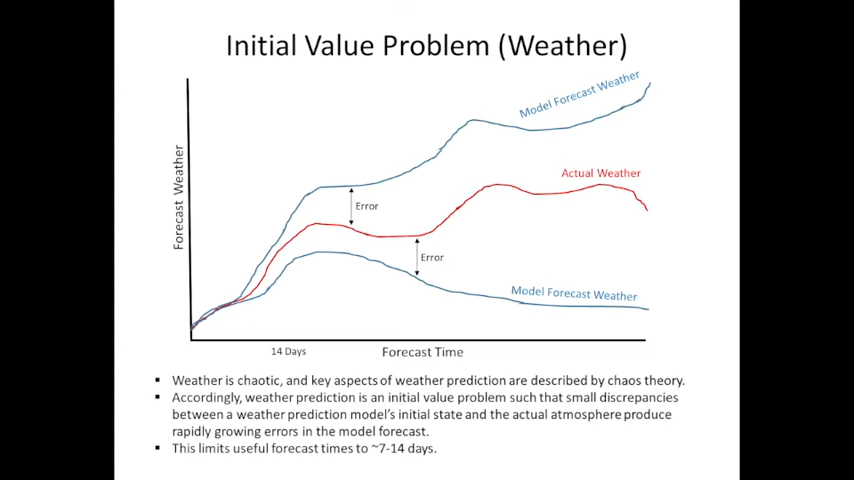 Initial Value Problem (Weather)
Model Forecast Weather
Actual Weather
Forecast Weather
Error
Error
Model Forecast Weather
14 Days
Forecast Time
▪ Weather is chaotic, and key aspects of weather prediction are described by chaos theory.
▪ Accordingly, weather prediction is an initial value problem such that small discrepancies
between a weather prediction model's initial state and the actual atmosphere produce
rapidly growing errors in the model forecast.
▪ This limits useful forecast times to ~7-14 days.